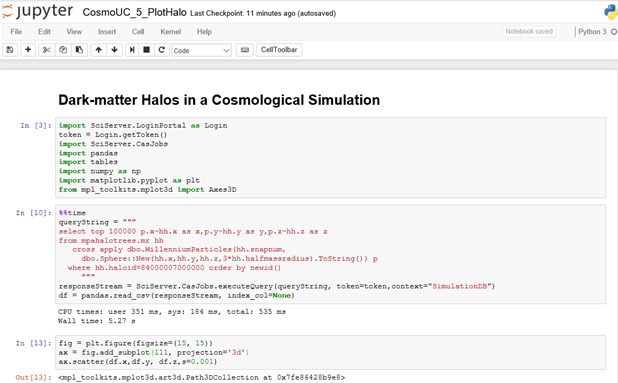 jupyter CosmoUC_5_PlotHalo Last Checkpoint: 11 minutes ago (autosaved)
File Edit View Insert Cell Kernel Help Notebook saved Python 3
Code CellToolbar
Dark-matter Halos in a Cosmological Simulation
In [3]: import SciServer.LoginPortal as Login
token = Login.getToken()
import SciServer.CasJobs
import pandas
import tables
import numpy as np
import matplotlib.pyplot as plt
from mpl_toolkits.mplot3d import Axes3D
In [10]: %%time
queryString = """
select top 100000 p.x-hh.x as x,p.y-hh.y as y,p.z-hh.z as z
from mpahalotrees.mr hh
cross apply dbo.MillenniumParticles(hh.snapnum,
dbo.Sphere::New(hh.x,hh.y,hh.z,3*hh.halfmassradius).ToString()) p
where hh.haloid=84000007000000 order by newid()
"""
responseStream = SciServer.CasJobs.executeQuery(queryString, token=token,context="SimulationDB")
df = pandas.read_csv(responseStream, index_col=None)
CPU times: user 351 ms, sys: 184 ms, total: 535 ms
Wall time: 5.27 s
In [13]: fig = plt.figure(figsize=(15, 15))
ax = fig.add_subplot(111, projection='3d')
ax.scatter(df.x,df.y, df.z,s=0.001)
Out[13]: <mpl_toolkits.mplot3d.art3d.Path3DCollection at 0x7fe86428b9e8>